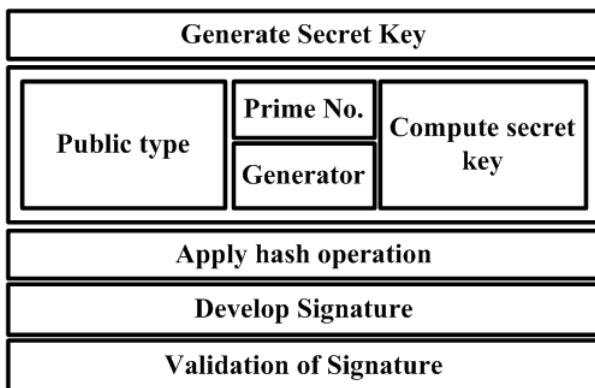 Generate Secret Key
Public type
Prime No.
Generator
Compute secret
key
Apply hash operation
Develop Signature
Validation of Signature